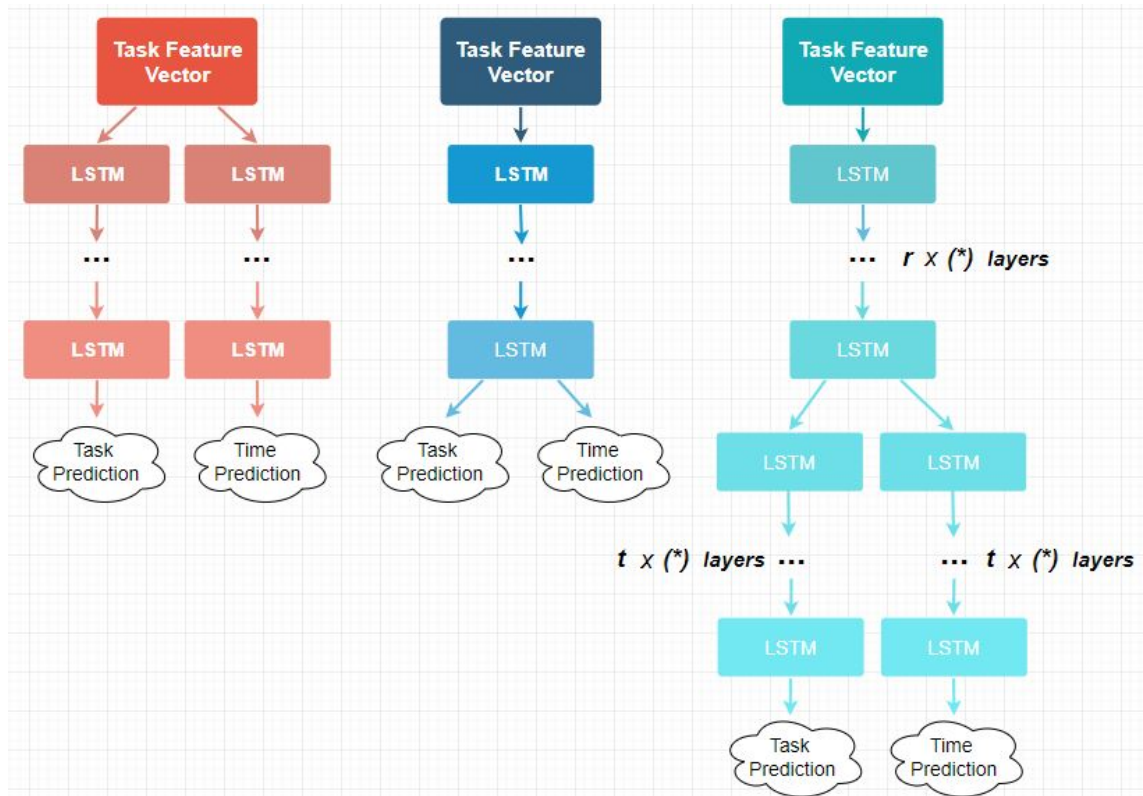 Task Feature
Vector
Task Feature
Vector
Task Feature
Vector
LSTM
LSTM
LSTM
LSTM
...
...
...
... r x (*) layers
LSTM
LSTM
LSTM
LSTM
Task
Prediction
Time
Prediction
Task
Prediction
Time
Prediction
LSTM
LSTM
t x (*) layers ...
... t x (*) layers
LSTM
LSTM
Task
Prediction
Time
Prediction